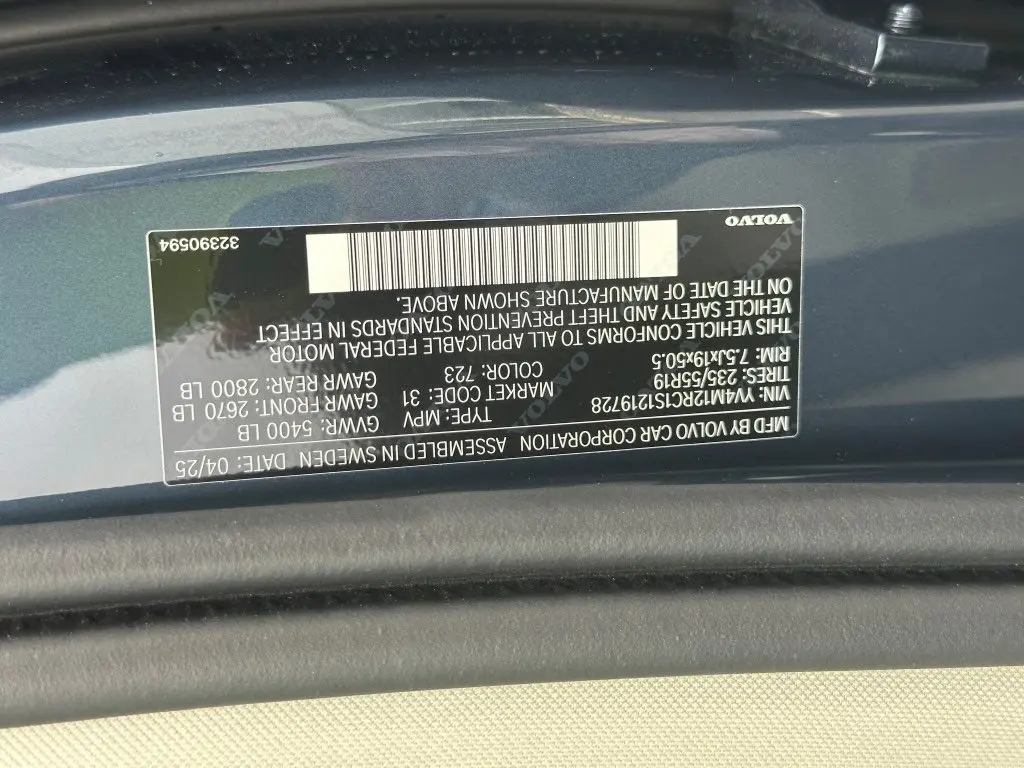 MFD BY VOLVO CAR CORPORATION ASSEMBLED IN SWEDEN DATE: 04/25
VIN: YV4M12RC1S1219728 TYPE: MPV GVWR: 5400 LB
TIRES: 235/55R19 MARKET CODE: 31 GAWR FRONT: 2670 LB
RIM: 7.5Jx19x50.5 COLOR: 723 GAWR REAR: 2800 LB
THIS VEHICLE CONFORMS TO ALL APPLICABLE FEDERAL MOTOR
VEHICLE SAFETY AND THEFT PREVENTION STANDARDS IN EFFECT
ON THE DATE OF MANUFACTURE SHOWN ABOVE.
VOLVO 32390594